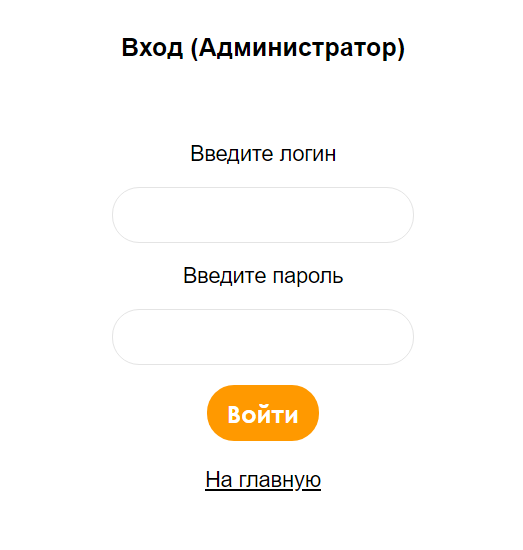 Вход (Администратор)
Введите логин
Введите пароль
Войти
На главную